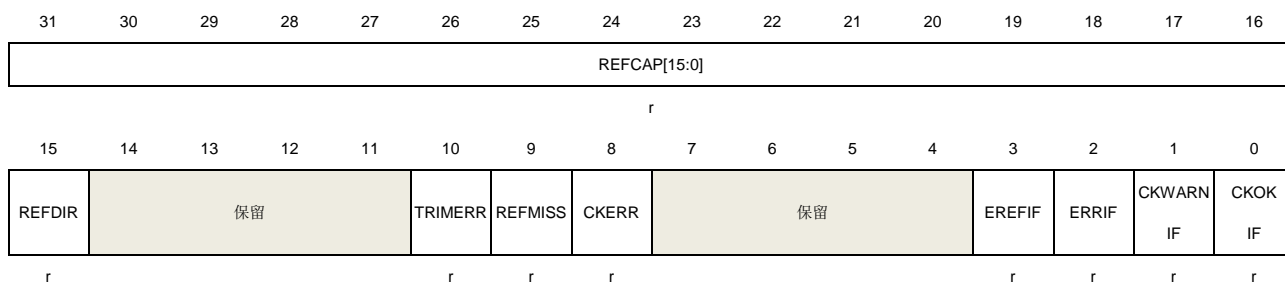 31 30 29 28 27 26 25 24 23 22 21 20 19 18 17 16
REFCAP[15:0]
r
15 14 13 12 11 10 9 8 7 6 5 4 3 2 1 0
REFDIR 保留 TRIMERR REFMISS CKERR 保留 EREFIF ERRIF CKWARN CKOK
IF IF
r r r r r r r r